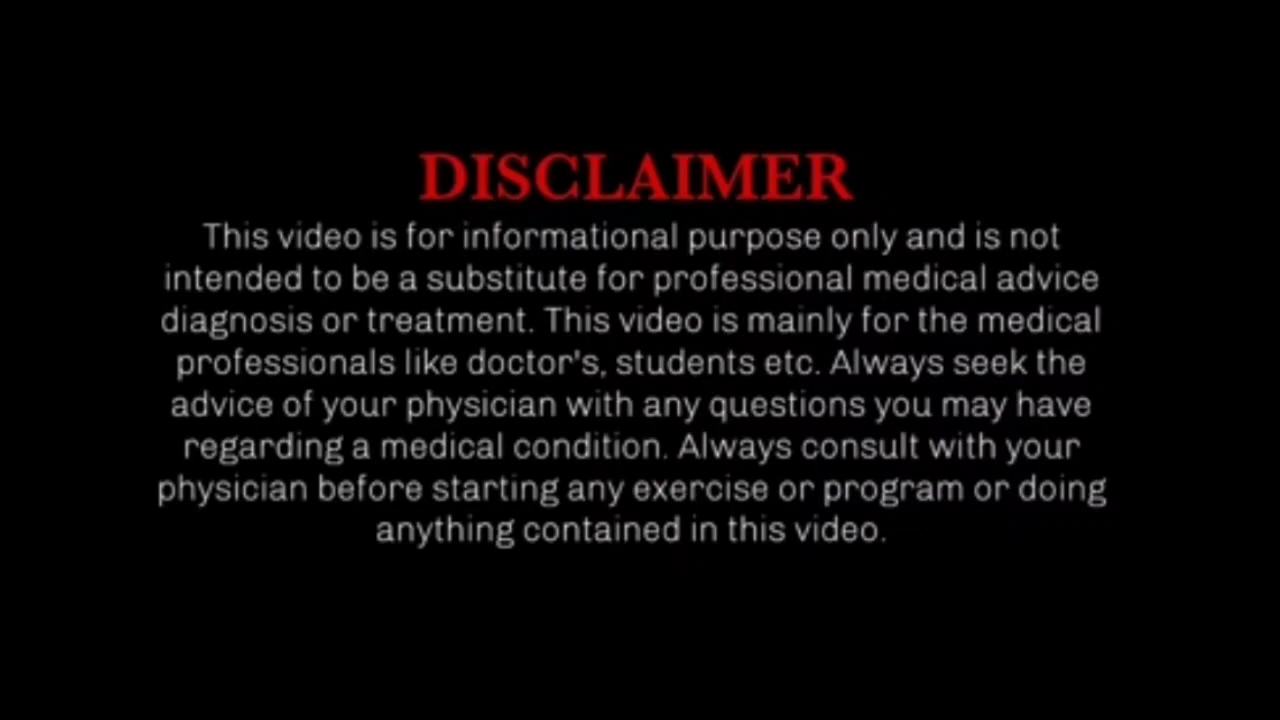 DISCLAIMER
This video is for informational purpose only and is not
intended to be a substitute for professional medical advice
diagnosis or treatment. This video is mainly for the medical
professionals like doctor's, students etc. Always seek the
advice of your physician with any questions you may have
regarding a medical condition. Always consult with your
physician before starting any exercise or program or doing
anything contained in this video.